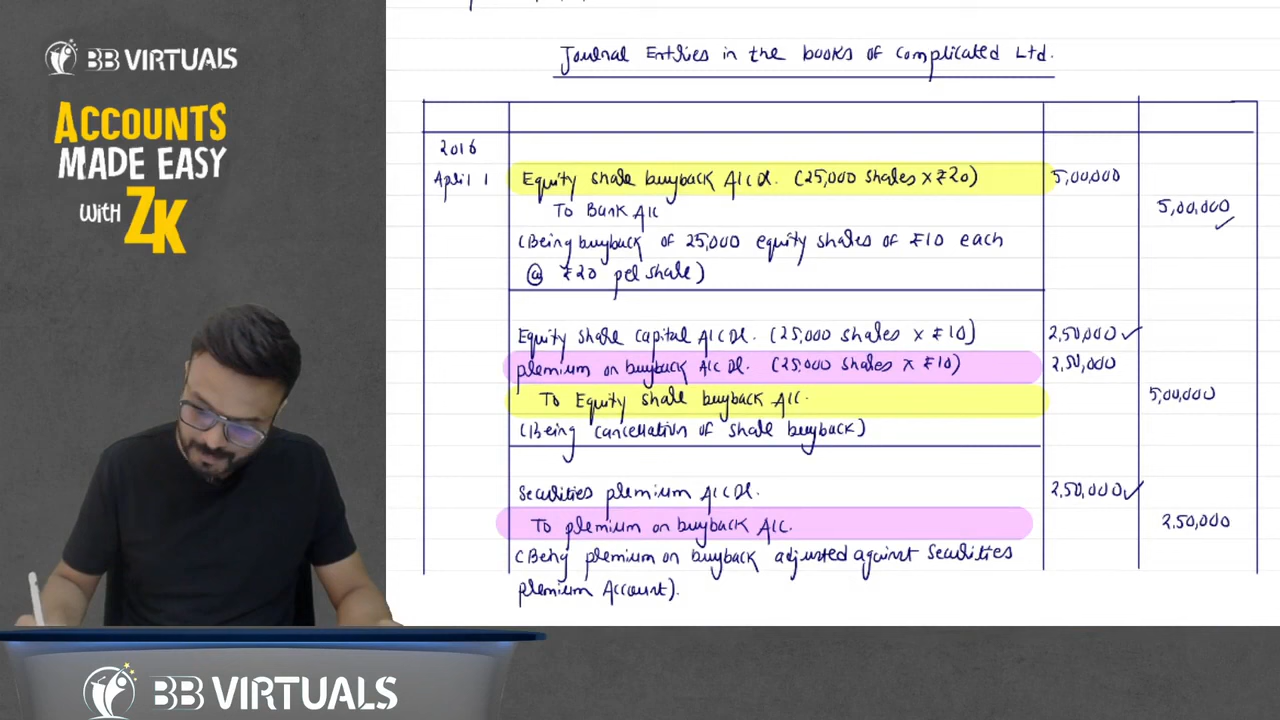 BB VIRTUALS
ACCOUNTS
MADE EASY
WITH ZK
Journal Entries in the books of Complicated Ltd.
2016
April 1 Equity share buyback A/c Dr. (25,000 shares x ₹20) 5,00,000
To Bank A/c 5,00,000
(Being buyback of 25,000 equity shares of ₹10 each
@ ₹20 per share)
Equity share capital A/c Dr. (25,000 shares x ₹10) 2,50,000
premium on buyback A/c Dr. (25,000 shares x ₹10) 2,50,000
To Equity share buyback A/c. 5,00,000
(Being cancellation of share buyback)
Securities premium A/c Dr. 2,50,000
To premium on buyback A/c. 2,50,000
(Being premium on buyback adjusted against Securities
premium Account).
BB VIRTUALS